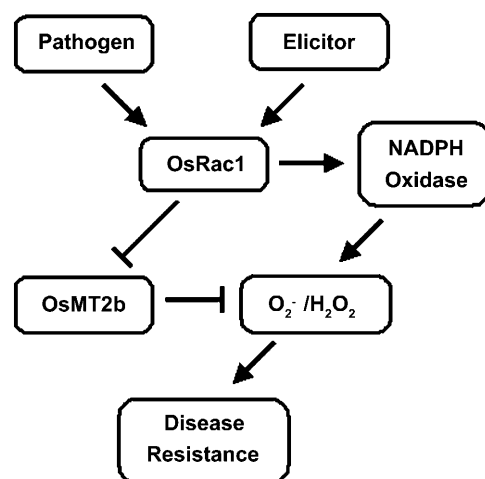 Pathogen
Elicitor
OsRac1
NADPH
Oxidase
OsMT2b
O₂⁻ /H₂O₂
Disease
Resistance